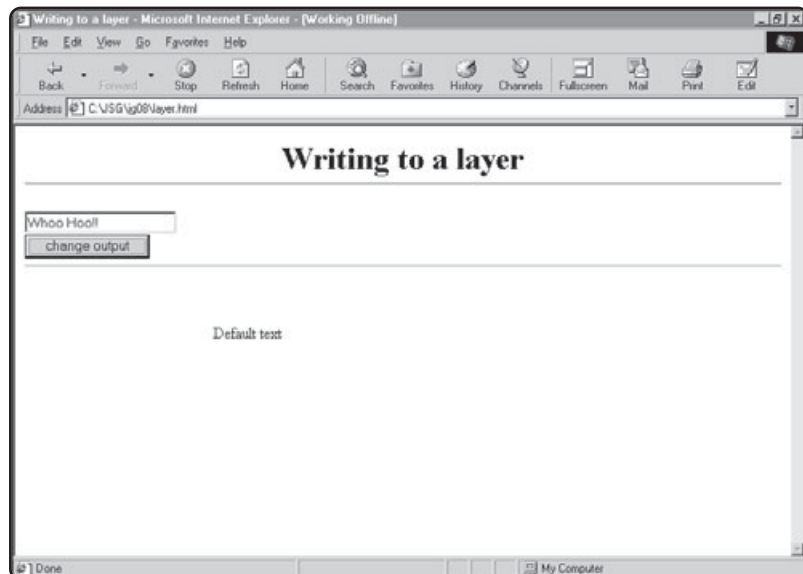 Writing to a layer - Microsoft Internet Explorer - [Working Offline]
File Edit View Go Favorites Help
Back Forward Stop Refresh Home Search Favorites History Channels Fullscreen Mail Print Edit
Address C:\JSG\jg08\layer.html
Writing to a layer
Whoo Hoo!!
change output
Default text
Done My Computer